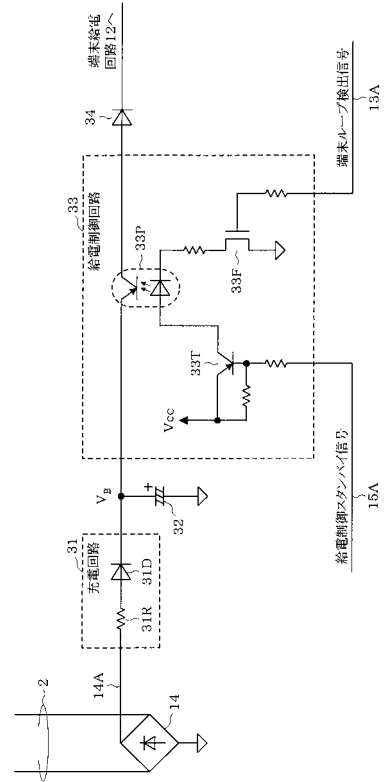 2
14
14A
31
充電回路
31R
31D
VB
+
32
33
給電制御回路
33P
Vcc
33T
33F
34
端末給電
回路12へ
給電制御スタンバイ信号
15A
端末ループ検出信号
13A